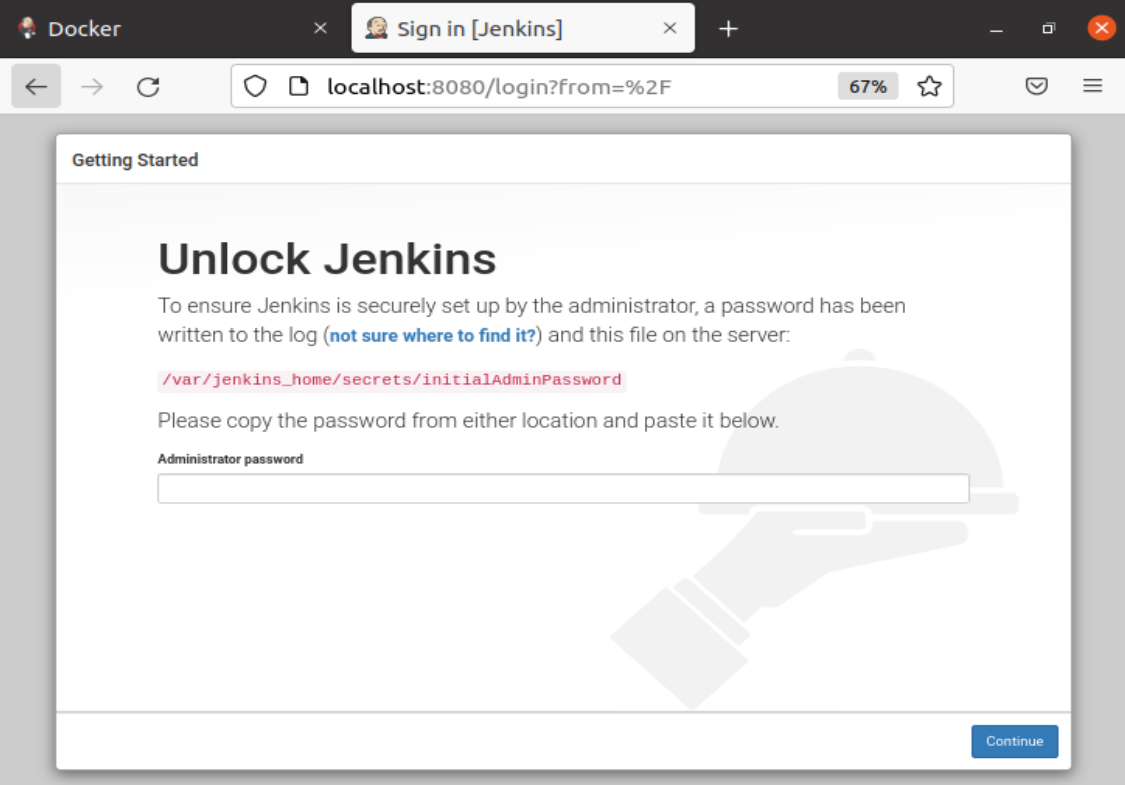 Docker
Sign in [Jenkins]
localhost:8080/login?from=%2F
67%
Getting Started
Unlock Jenkins
To ensure Jenkins is securely set up by the administrator, a password has been
written to the log (not sure where to find it?) and this file on the server:
/var/jenkins_home/secrets/initialAdminPassword
Please copy the password from either location and paste it below.
Administrator password
Continue